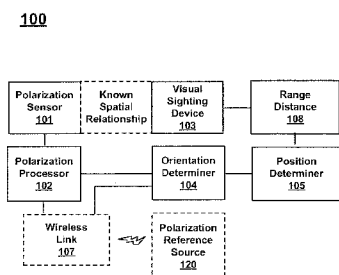 100
Polarization
Sensor
101
Known
Spatial
Relationship
Visual
Sighting
Device
103
Range
Distance
108
Polarization
Processor
102
Orientation
Determiner
104
Position
Determiner
105
Wireless
Link
107
Polarization
Reference
Source
120